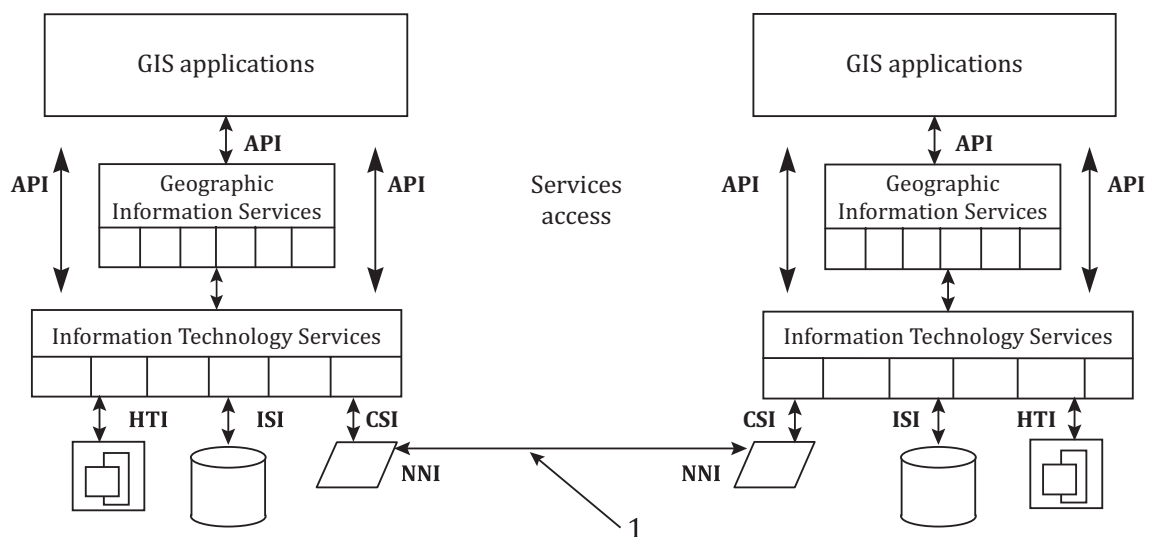 GIS applications
GIS applications
API
API
API
API
API
API
Geographic
Information Services
Services
access
Geographic
Information Services
Information Technology Services
Information Technology Services
HTI
ISI
CSI
CSI
ISI
HTI
NNI
NNI
1